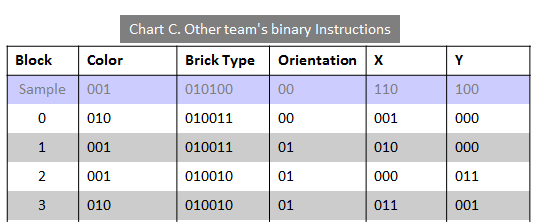 Chart C. Other team's binary Instructions
Block Color Brick Type Orientation X Y
Sample 001 010100 00 110 100
0 010 010011 00 001 000
1 001 010011 01 010 000
2 001 010010 01 000 011
3 010 010010 01 011 001